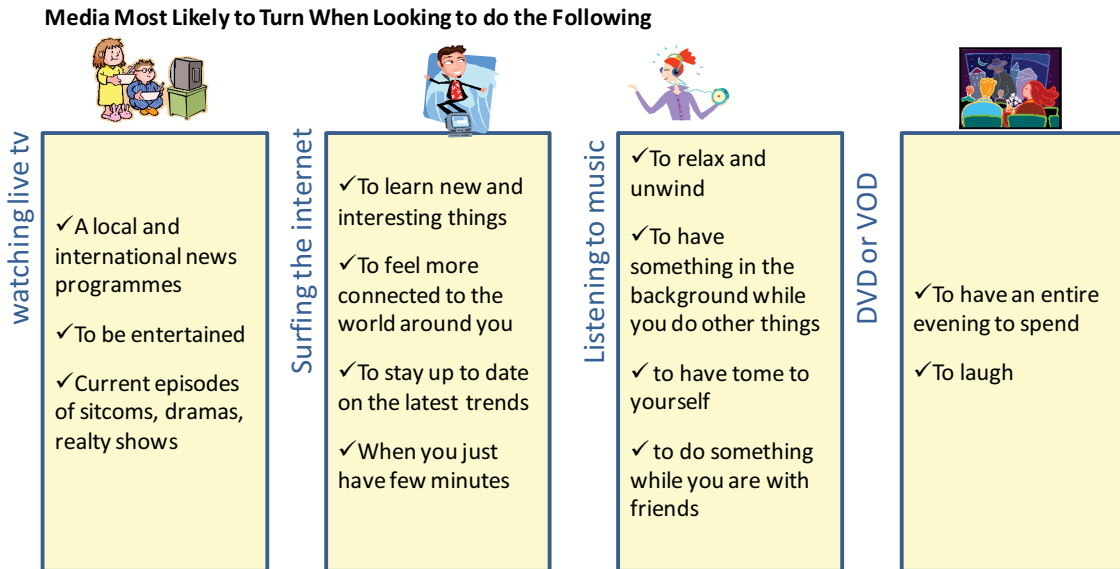 Media Most Likely to Turn When Looking to do the Following
watching live tv
✓A local and
international news
programmes
✓To be entertained
✓Current episodes
of sitcoms, dramas,
realty shows
Surfing the internet
✓To learn new and
interesting things
✓To feel more
connected to the
world around you
✓To stay up to date
on the latest trends
✓When you just
have few minutes
Listening to music
✓To relax and
unwind
✓To have
something in the
background while
you do other things
✓ to have tome to
yourself
✓ to do something
while you are with
friends
DVD or VOD
✓To have an entire
evening to spend
✓To laugh